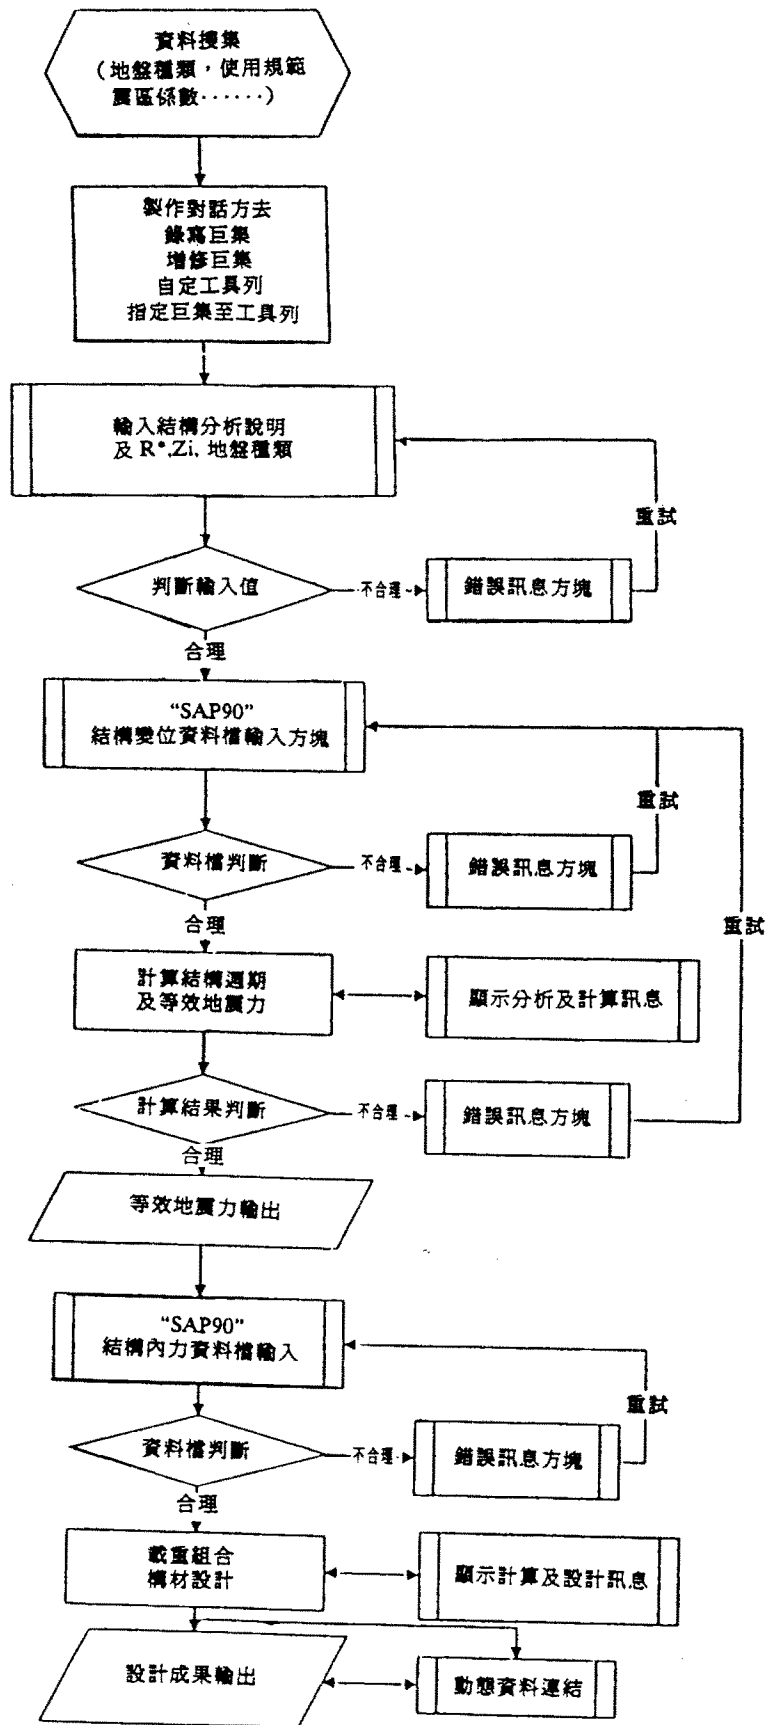 資料搜集
（地盤種類，使用規範
震區係數‥‥‥）
製作對話方去
錄寫巨集
增修巨集
自定工具列
指定巨集至工具列
輸入結構分析說明
及 R*,Zi, 地盤種類
重試
判斷輸入值
不合理
錯誤訊息方塊
合理
“SAP90”
結構變位資料檔輸入方塊
重試
資料檔判斷
不合理
錯誤訊息方塊
重試
合理
計算結構週期
及等效地震力
顯示分析及計算訊息
計算結果判斷
不合理
錯誤訊息方塊
合理
等效地震力輸出
“SAP90”
結構內力資料檔輸入
重試
資料檔判斷
不合理
錯誤訊息方塊
合理
載重組合
構材設計
顯示計算及設計訊息
設計成果輸出
動態資料連結